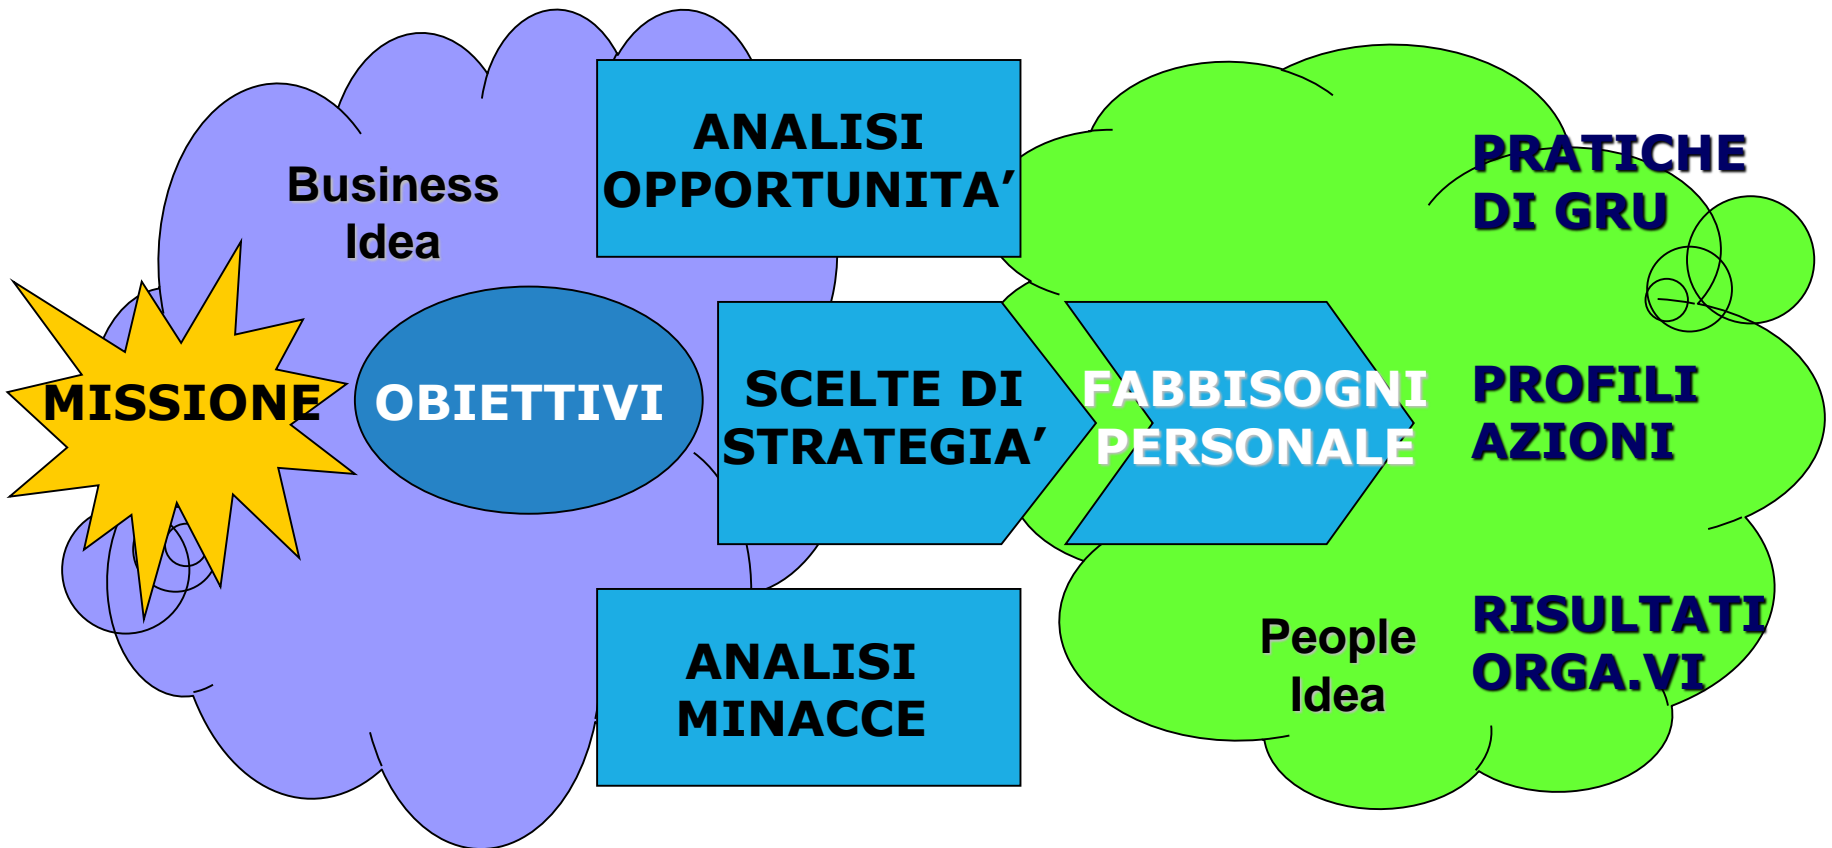 Business
Idea
MISSIONE
OBIETTIVI
ANALISI
OPPORTUNITA’
SCELTE DI
STRATEGIA’
ANALISI
MINACCE
FABBISOGNI
PERSONALE
People
Idea
PRATICHE
DI GRU
PROFILI
AZIONI
RISULTATI
ORGA.VI